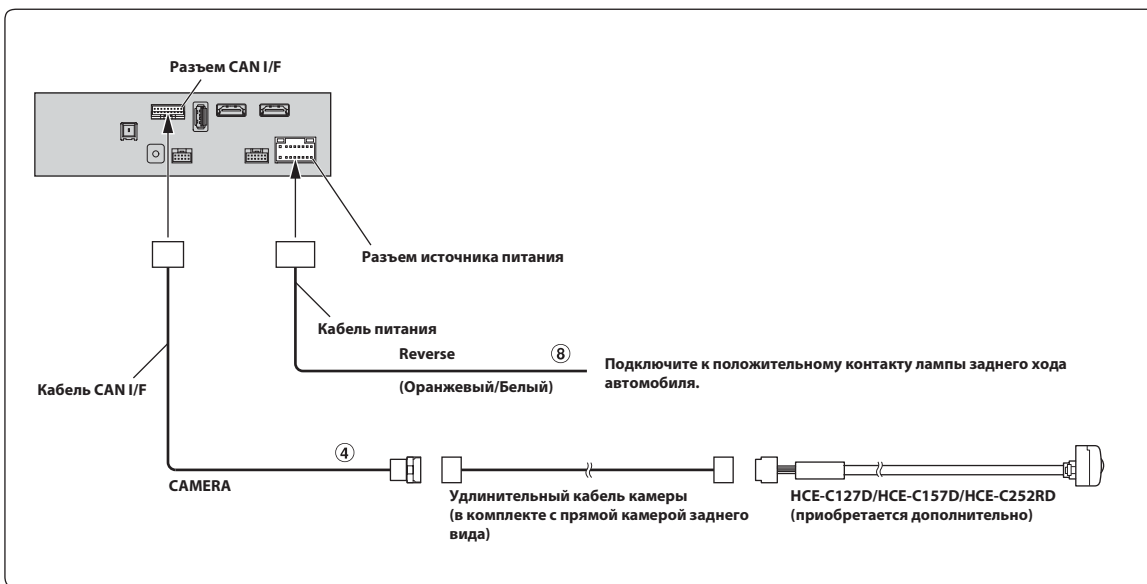 Разъем CAN I/F
Разъем источника питания
Кабель питания
Reverse
⑧
(Оранжевый/Белый)
Подключите к положительному контакту лампы заднего хода
автомобиля.
Кабель CAN I/F
④
CAMERA
Удлинительный кабель камеры
(в комплекте с прямой камерой заднего
вида)
HCE-C127D/HCE-C157D/HCE-C252RD
(приобретается дополнительно)